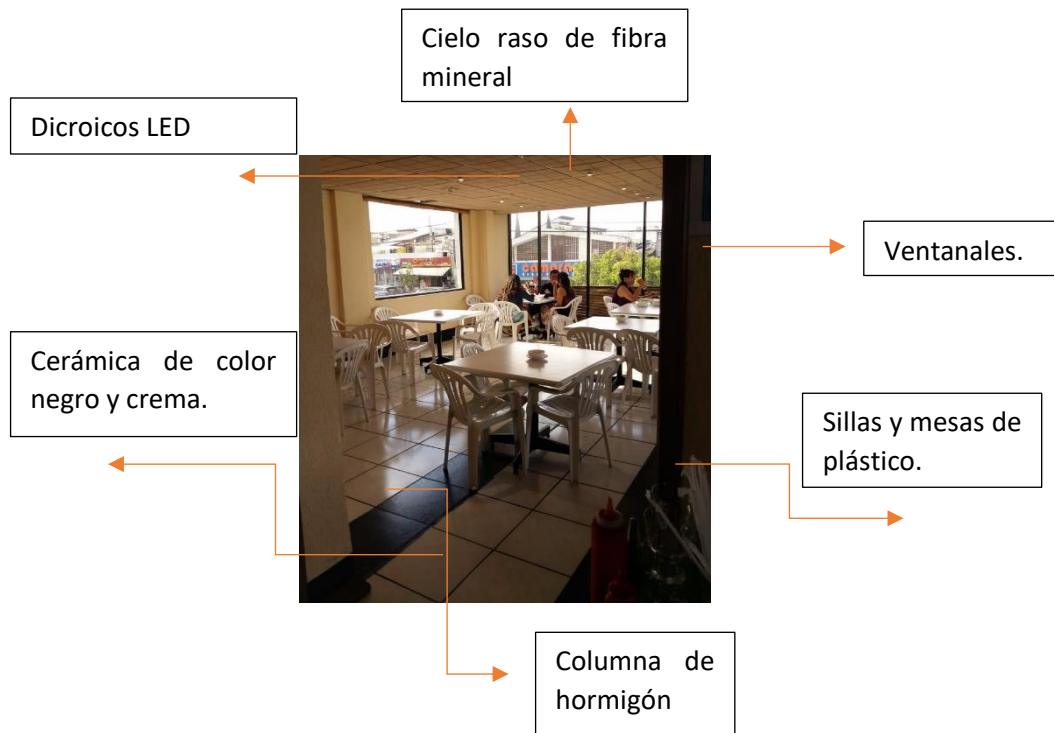 Cielo raso de fibra
mineral
Dicroicos LED
Ventanales.
Cerámica de color
negro y crema.
Sillas y mesas de
plástico.
Columna de
hormigón